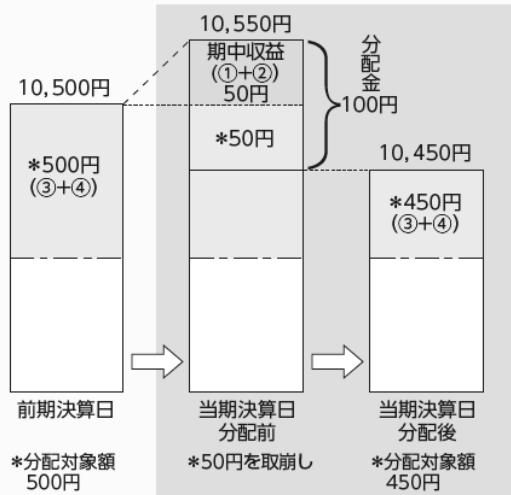 10,550円
期中収益
(①+②)
50円
*50円
分配金
100円
10,500円
*500円
(③+④)
10,450円
*450円
(③+④)
前期決算日
当期決算日
分配前
当期決算日
分配後
*分配対象額
500円
*50円を取崩し
*分配対象額
450円